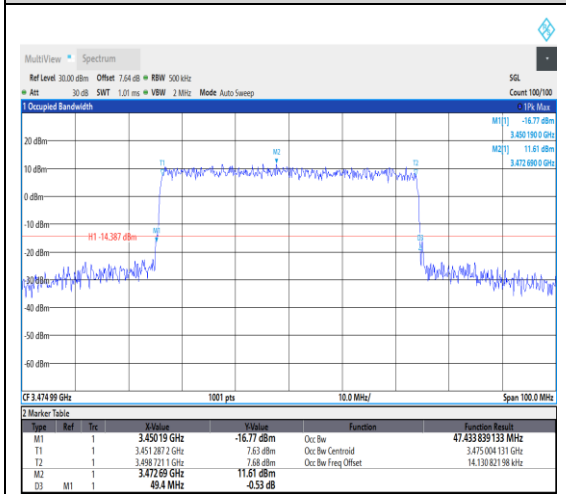 MultiView Spectrum
Ref Level 30.00 dBm Offset 7.64 dB RBW 500 kHz SGL
Att 30 dB SWT 1.01 ms VBW 2 MHz Mode Auto Sweep Count 100/100
1 Occupied Bandwidth 1Pk Max
M1[1] -16.77 dBm
3.450 190 0 GHz
M2[1] 11.61 dBm
3.472 690 0 GHz
20 dBm
M2
T1 T2
10 dBm
0 dBm
-10 dBm
M1
H1 -14.387 dBm
D3
-20 dBm
-30 dBm
-40 dBm
-50 dBm
-60 dBm
CF 3.474 99 GHz 1001 pts 10.0 MHz/ Span 100.0 MHz
2 Marker Table
Type Ref Trc X-Value Y-Value Function Function Result
M1 1 3.45019 GHz -16.77 dBm Occ Bw 47.433 839 133 MHz
T1 1 3.451 287 2 GHz 7.63 dBm Occ Bw Centroid 3.475 004 131 GHz
T2 1 3.498 721 1 GHz 7.68 dBm Occ Bw Freq Offset 14.130 821 98 kHz
M2 1 3.47269 GHz 11.61 dBm
D3 M1 1 49.4 MHz -0.53 dB